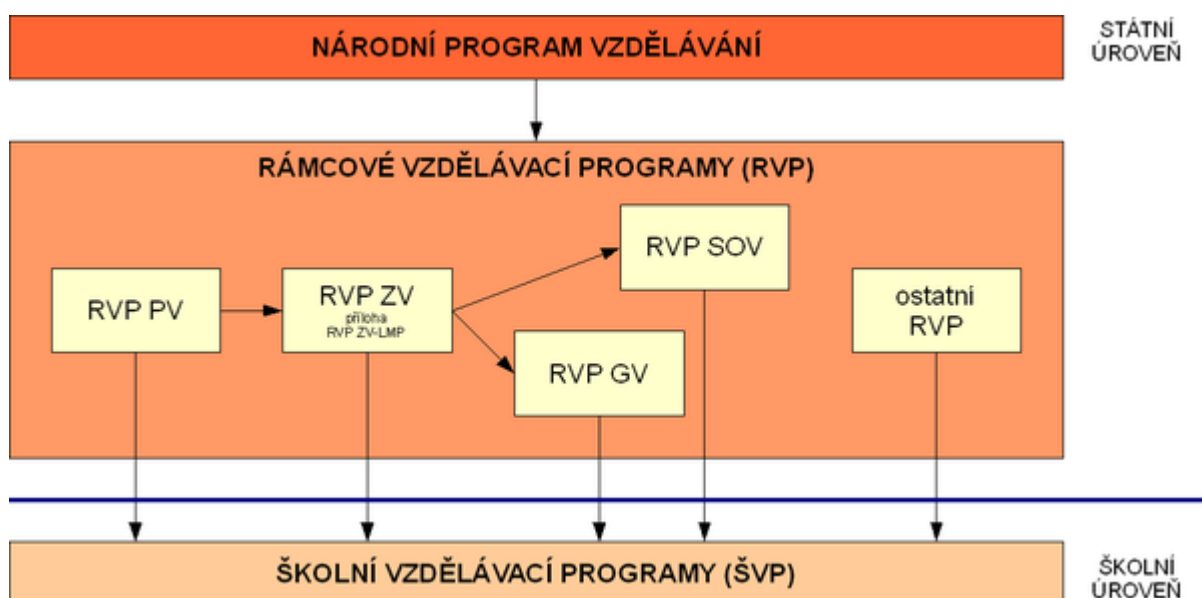 NÁRODNÍ PROGRAM VZDĚLÁVÁNÍ
STÁTNÍ
ÚROVEŇ
RÁMCOVÉ VZDĚLÁVACÍ PROGRAMY (RVP)
RVP PV
RVP ZV
příloha
RVP ZV-LMP
RVP SOV
RVP GV
ostatní
RVP
ŠKOLNÍ VZDĚLÁVACÍ PROGRAMY (ŠVP)
ŠKOLNÍ
ÚROVEŇ